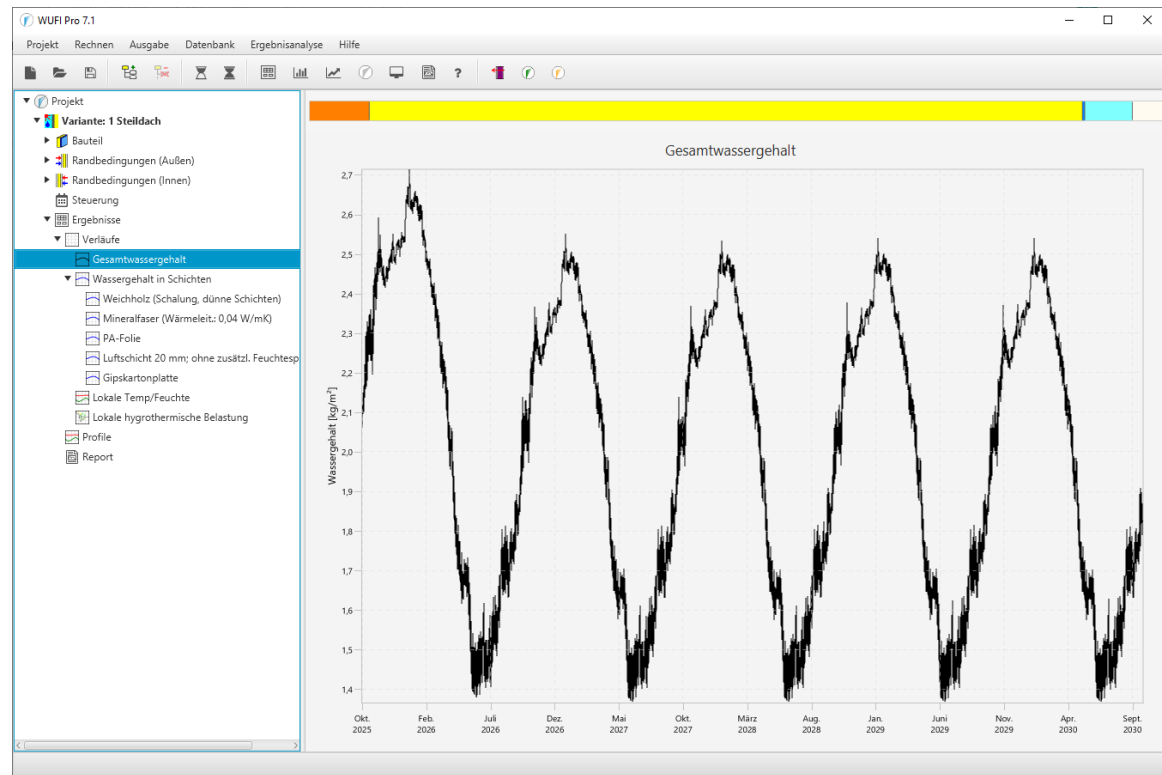 WUFI Pro 7.1
Projekt Rechnen Ausgabe Datenbank Ergebnisanalyse Hilfe
Projekt
Variante: 1 Steildach
Bauteil
Randbedingungen (Außen)
Randbedingungen (Innen)
Steuerung
Ergebnisse
Verläufe
Gesamtwassergehalt
Wassergehalt in Schichten
Weichholz (Schalung, dünne Schichten)
Mineralfaser (Wärmeleit.: 0,04 W/mK)
PA-Folie
Luftschicht 20 mm; ohne zusätzl. Feuchtesp
Gipskartonplatte
Lokale Temp/Feuchte
Lokale hygrothermische Belastung
Profile
Report
Gesamtwassergehalt
Wassergehalt [kg/m²]
2,7
2,6
2,5
2,4
2,3
2,2
2,1
2,0
1,9
1,8
1,7
1,6
1,5
1,4
Okt. Feb. Juli Dez. Mai Okt. März Aug. Jan. Juni Nov. Apr. Sept.
2025 2026 2026 2026 2027 2027 2028 2028 2029 2029 2029 2030 2030